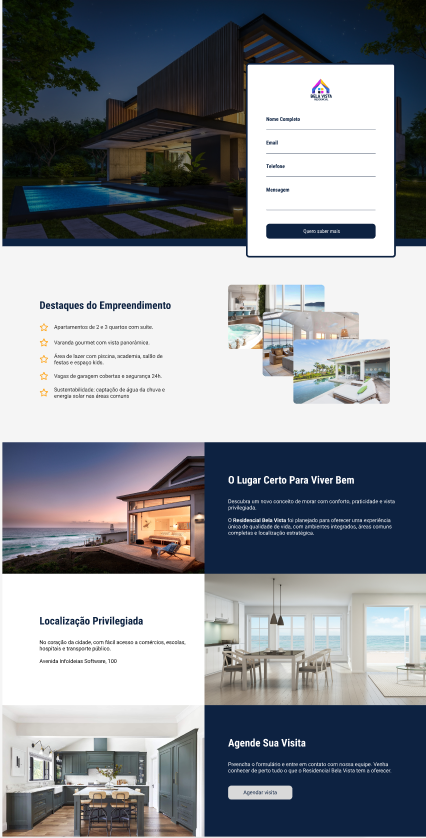 BELA VISTA
RESIDENCIAL
Nome Completo
Email
Telefone
Mensagem
Quero saber mais
Destaques do Empreendimento
Apartamentos de 2 e 3 quartos com suíte.
Varanda gourmet com vista panorâmica.
Área de lazer com piscina, academia, salão de
festas e espaço kids.
Vagas de garagem cobertas e segurança 24h.
Sustentabilidade: captação de água da chuva e
energia solar nas áreas comuns
O Lugar Certo Para Viver Bem
Descubra um novo conceito de morar com conforto, praticidade e vista
privilegiada.
O Residencial Bela Vista foi planejado para oferecer uma experiência
única de qualidade de vida, com ambientes integrados, áreas comuns
completas e localização estratégica.
Localização Privilegiada
No coração da cidade, com fácil acesso a comércios, escolas,
hospitais e transporte público.
Avenida Infoideias Software, 100
Agende Sua Visita
Preencha o formulário e entre em contato com nossa equipe. Venha
conhecer de perto tudo o que o Residencial Bela Vista tem a oferecer.
Agendar visita